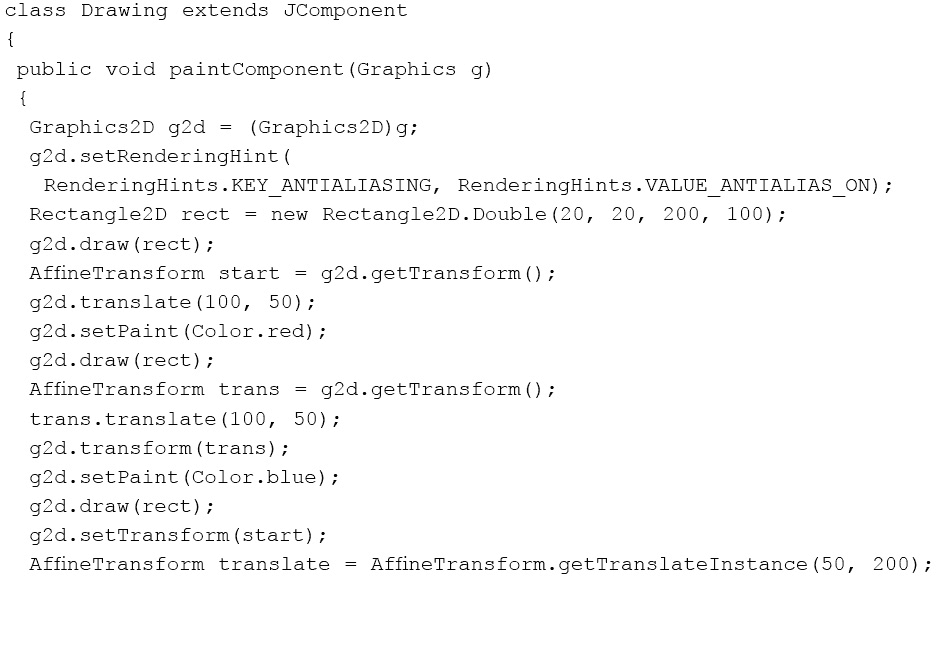 class Drawing extends JComponent
{
public void paintComponent(Graphics g)
{
Graphics2D g2d = (Graphics2D)g;
g2d.setRenderingHint(
RenderingHints.KEY_ANTIALIASING, RenderingHints.VALUE_ANTIALIAS_ON);
Rectangle2D rect = new Rectangle2D.Double(20, 20, 200, 100);
g2d.draw(rect);
AffineTransform start = g2d.getTransform();
g2d.translate(100, 50);
g2d.setPaint(Color.red);
g2d.draw(rect);
AffineTransform trans = g2d.getTransform();
trans.translate(100, 50);
g2d.transform(trans);
g2d.setPaint(Color.blue);
g2d.draw(rect);
g2d.setTransform(start);
AffineTransform translate = AffineTransform.getTranslateInstance(50, 200);